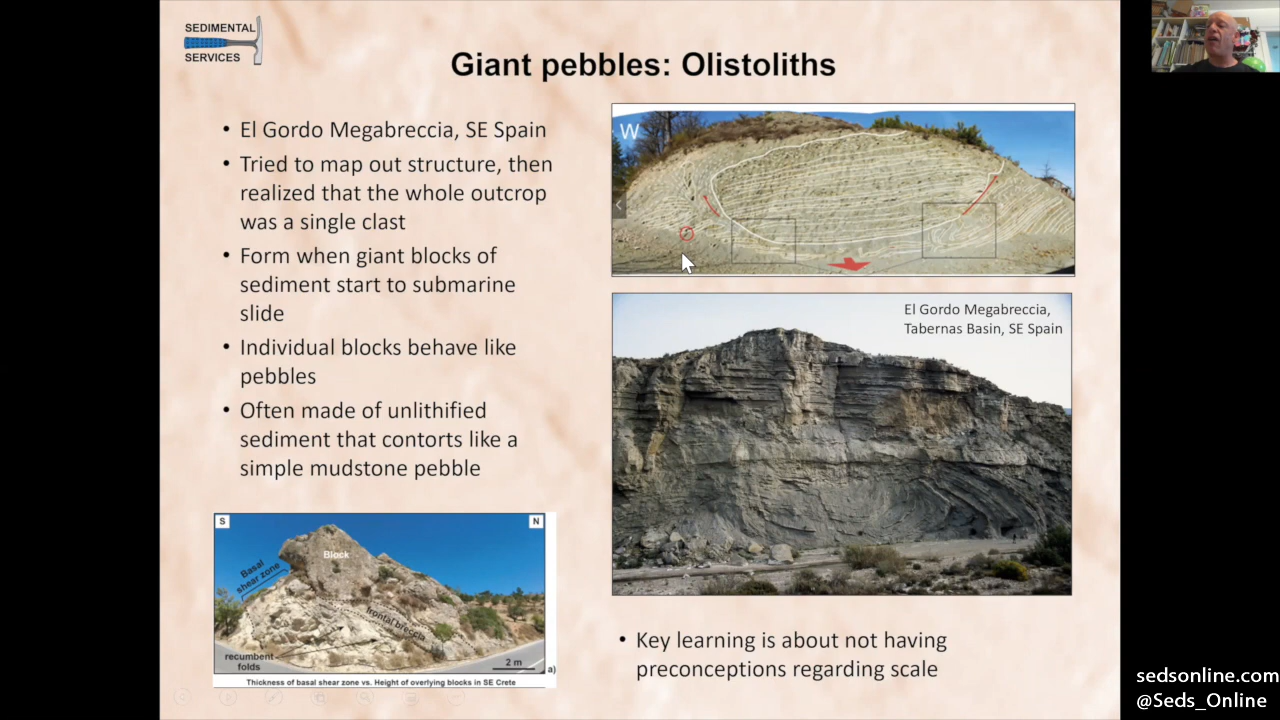 SEDIMENTAL
SERVICES
Giant pebbles: Olistoliths
• El Gordo Megabreccia, SE Spain
• Tried to map out structure, then
realized that the whole outcrop
was a single clast
• Form when giant blocks of
sediment start to submarine
slide
• Individual blocks behave like
pebbles
• Often made of unlithified
sediment that contorts like a
simple mudstone pebble
W
El Gordo Megabreccia,
Tabernas Basin, SE Spain
S
N
Block
Basal
shear zone
frontal breccia
recumbent
folds
2 m
a)
Thickness of basal shear zone vs. Height of overlying blocks in SE Crete
• Key learning is about not having
preconceptions regarding scale
sedsonline.com
@Seds_Online